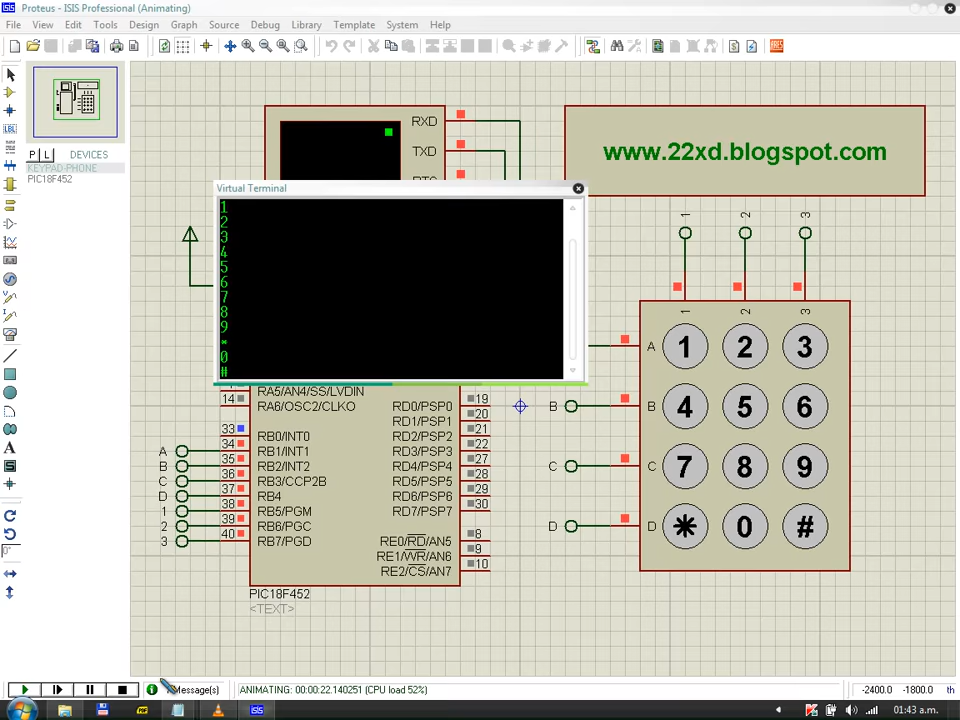 Proteus - ISIS Professional (Animating)
File View Edit Tools Design Graph Source Debug Library Template System Help
P L DEVICES
KEYPAD-PHONE
PIC18F452
LBL
RXD
TXD
www.22xd.blogspot.com
Virtual Terminal
1
2
3
4
5
6
7
8
9
*
0
#
1 2 3
1 2 3
A 1 2 3
B B 4 5 6
C C 7 8 9
D D * 0 #
RA5/AN4/SS/LVDIN
14 RA6/OSC2/CLKO
33 RB0/INT0
34 RB1/INT1
35 RB2/INT2
36 RB3/CCP2B
37 RB4
38 RB5/PGM
39 RB6/PGC
40 RB7/PGD
A
B
C
D
1
2
3
RD0/PSP0 19
RD1/PSP1 20
RD2/PSP2 21
RD3/PSP3 22
RD4/PSP4 27
RD5/PSP5 28
RD6/PSP6 29
RD7/PSP7 30
RE0/RD/AN5 8
RE1/WR/AN6 9
RE2/CS/AN7 10
PIC18F452
<TEXT>
ANIMATING: 00:00:22.140251 (CPU load 52%)
-2400.0 -1800.0 th
01:43 a.m.